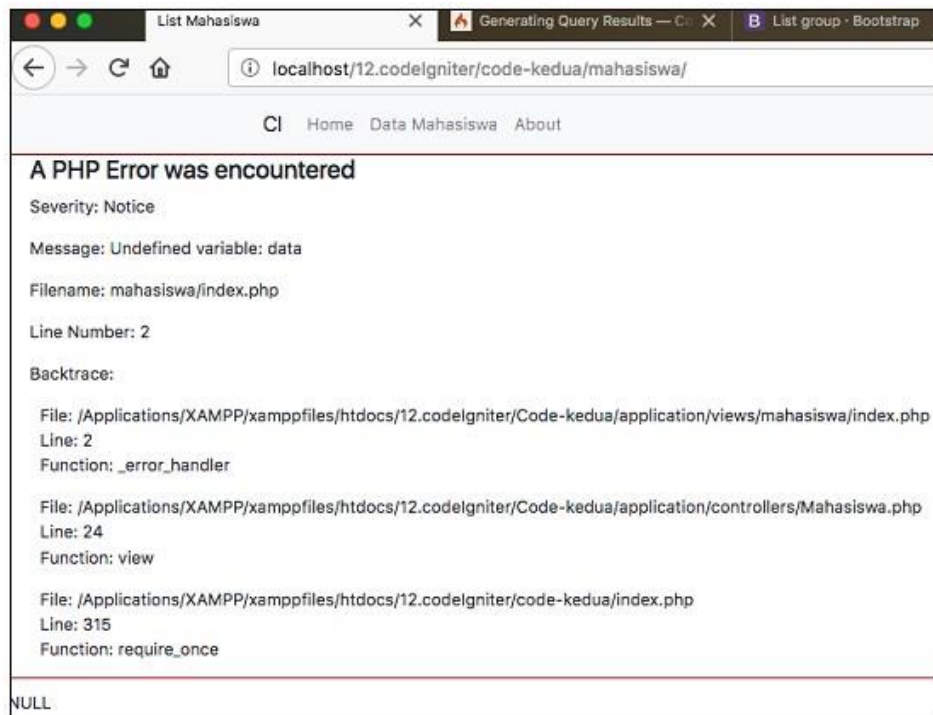 List Mahasiswa
Generating Query Results — Co
B List group · Bootstrap
localhost/12.codeIgniter/code-kedua/mahasiswa/
CI Home Data Mahasiswa About
A PHP Error was encountered
Severity: Notice
Message: Undefined variable: data
Filename: mahasiswa/index.php
Line Number: 2
Backtrace:
File: /Applications/XAMPP/xamppfiles/htdocs/12.codeIgniter/Code-kedua/application/views/mahasiswa/index.php
Line: 2
Function: _error_handler
File: /Applications/XAMPP/xamppfiles/htdocs/12.codeIgniter/Code-kedua/application/controllers/Mahasiswa.php
Line: 24
Function: view
File: /Applications/XAMPP/xamppfiles/htdocs/12.codeIgniter/code-kedua/index.php
Line: 315
Function: require_once
NULL